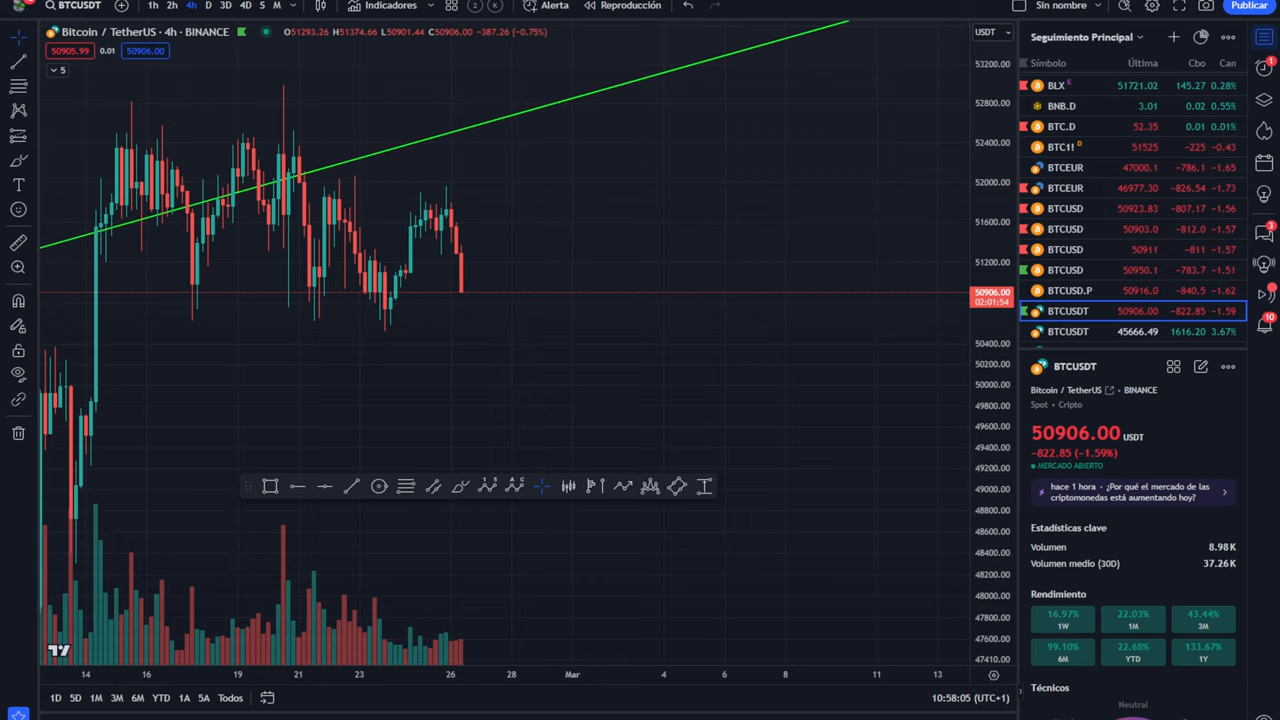 BTCUSDT
1h 2h 4h D 3D 4D S M
Indicadores
2
K
Alerta
Reproducción
Sin nombre
Publicar
Bitcoin / TetherUS · 4h · BINANCE
O51293.26 H51374.66 L50901.44 C50906.00 −387.26 (−0.75%)
50905.99 0.01 50906.00
5
USDT
53200.00
52800.00
52400.00
52000.00
51600.00
51200.00
50906.00
02:01:54
50400.00
50200.00
50000.00
49800.00
49600.00
49400.00
49200.00
49000.00
48800.00
48600.00
48400.00
48200.00
48000.00
47800.00
47600.00
47410.00
14 16 19 21 23 26 28 Mar 4 6 8 11 13
1D 5D 1M 3M 6M YTD 1A 5A Todos
10:58:05 (UTC+1)
Seguimiento Principal
Símbolo Última Cbo Can
BLX E 51721.02 145.27 0.28%
BNB.D 3.01 0.02 0.55%
BTC.D 52.35 0.01 0.01%
BTC1! D 51525 −225 −0.43
BTCEUR 47000.1 −786.1 −1.65
BTCEUR 46977.30 −826.54 −1.73
BTCUSD 50923.83 −807.17 −1.56
BTCUSD 50903.0 −812.0 −1.57
BTCUSD 50911 −811 −1.57
BTCUSD 50950.1 −783.7 −1.51
BTCUSD.P 50916.0 −840.5 −1.62
BTCUSDT 50906.00 −822.85 −1.59
BTCUSDT 45666.49 1616.20 3.67%
BTCUSDT
Bitcoin / TetherUS · BINANCE
Spot • Cripto
50906.00 USDT
−822.85 (−1.59%)
MERCADO ABIERTO
hace 1 hora • ¿Por qué el mercado de las
criptomonedas está aumentando hoy?
Estadísticas clave
Volumen 8.98K
Volumen medio (30D) 37.26K
Rendimiento
16.97% 22.03% 43.44%
1W 1M 3M
99.10% 22.68% 133.67%
6M YTD 1Y
Técnicos
Neutral
1
3
10